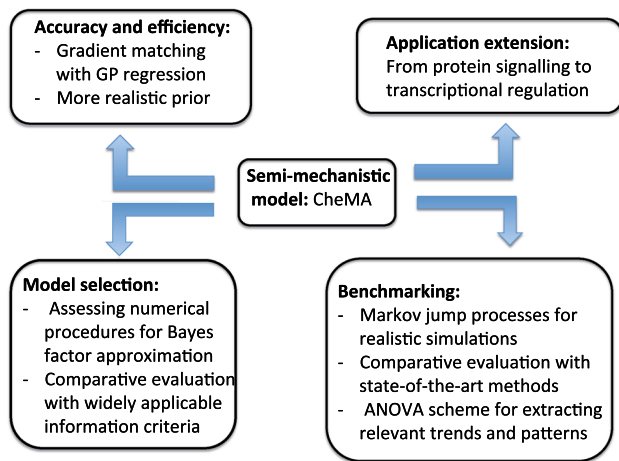 Accuracy and efficiency:
- Gradient matching
with GP regression
- More realistic prior
Application extension:
From protein signalling to
transcriptional regulation
Semi-mechanistic
model: CheMA
Model selection:
- Assessing numerical
procedures for Bayes
factor approximation
- Comparative evaluation
with widely applicable
information criteria
Benchmarking:
- Markov jump processes for
realistic simulations
- Comparative evaluation with
state-of-the-art methods
- ANOVA scheme for extracting
relevant trends and patterns